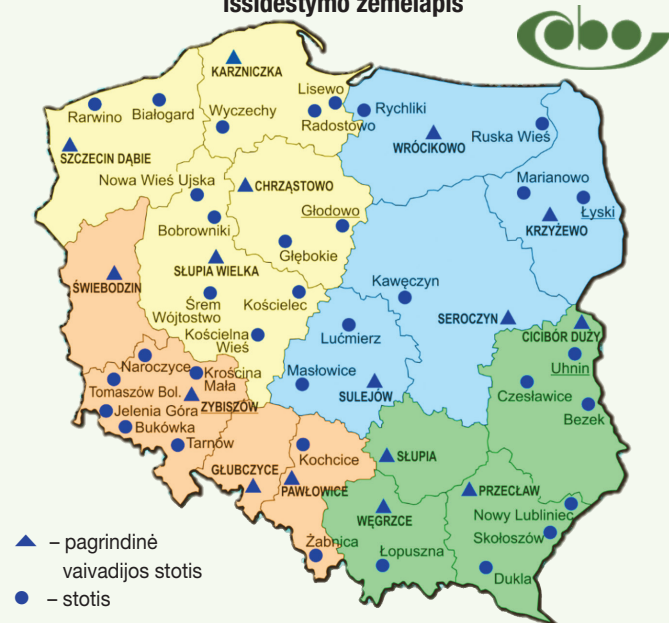 išsidėstymo žemėlapis
cobo
KARZNICZKA
Lisewo
Rarwino
Białogard
Wyczechy
Radostowo
Rychliki
WRÓCIKOWO
Ruska Wieś
SZCZECIN DĄBIE
Nowa Wieś Ujska
CHRZĄSTOWO
Marianowo
Głodowo
Łyski
Bobrowniki
KRZYŻEWO
Głębokie
SŁUPIA WIELKA
ŚWIEBODZIN
Kawęczyn
Śrem
Wójtostwo
Kościelec
SEROCZYN
CICIBÓR DUŻY
Kościelna
Wieś
Lućmierz
Uhnin
Naroczyce
Krościna
Mała
Masłowice
SULEJÓW
Czesławice
Tomaszów Bol.
ZYBISZÓW
Jelenia Góra
Bezek
Bukówka
Tarnów
Kochcice
SŁUPIA
GŁUBCZYCE
PAWŁOWICE
PRZECŁAW
WĘGRZCE
Nowy Lubliniec
Skołoszów
Żabnica
Łopuszna
Dukla
– pagrindinė
vaivadijos stotis
– stotis